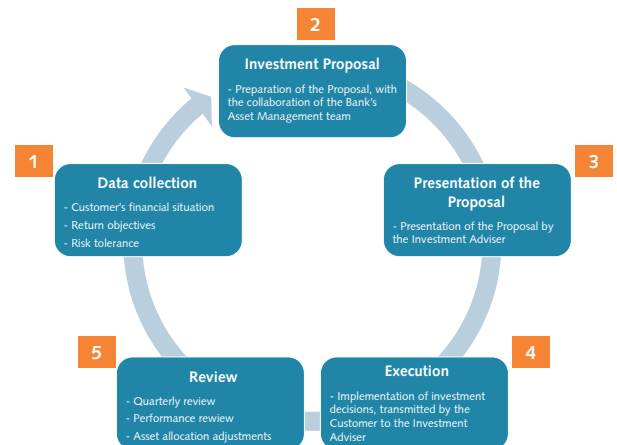 2
Investment Proposal
- Preparation of the Proposal, with
the collaboration of the Bank's
Asset Management team
1
Data collection
- Customer's financial situation
- Return objectives
- Risk tolerance
3
Presentation of the
Proposal
- Presentation of the Proposal by
the Investment Adviser
5
Review
- Quarterly review
- Performance rewiew
- Asset allocation adjustments
4
Execution
- Implementation of investment
decisions, transmitted by the
Customer to the Investment
Adviser